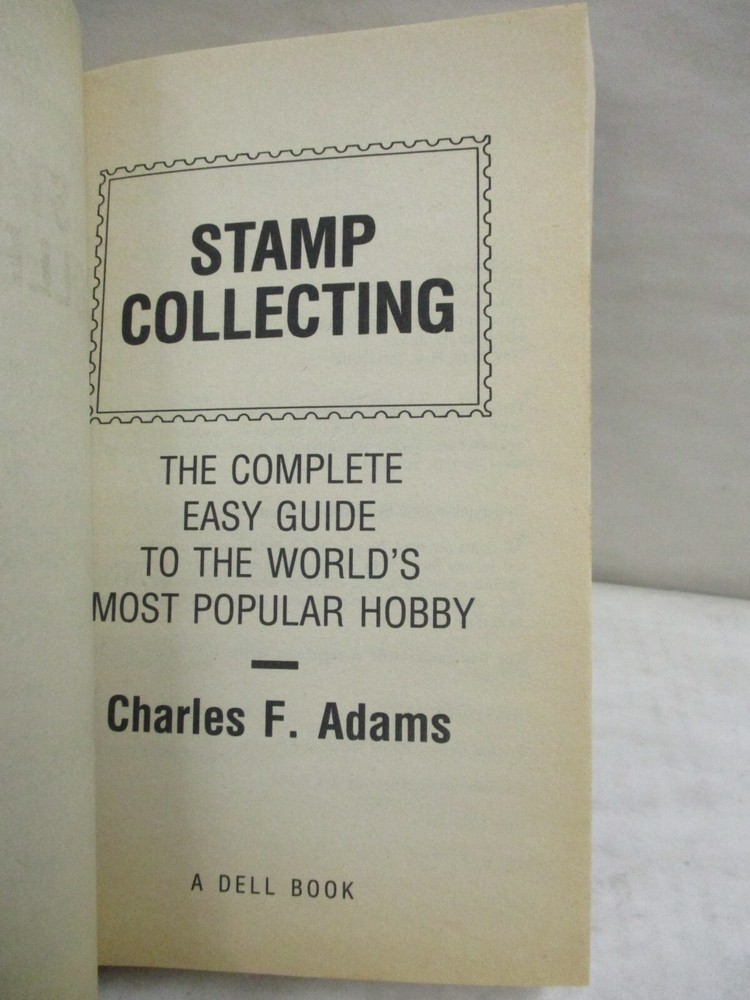 STAMP
COLLECTING
THE COMPLETE
EASY GUIDE
TO THE WORLD'S
MOST POPULAR HOBBY
Charles F. Adams
A DELL BOOK